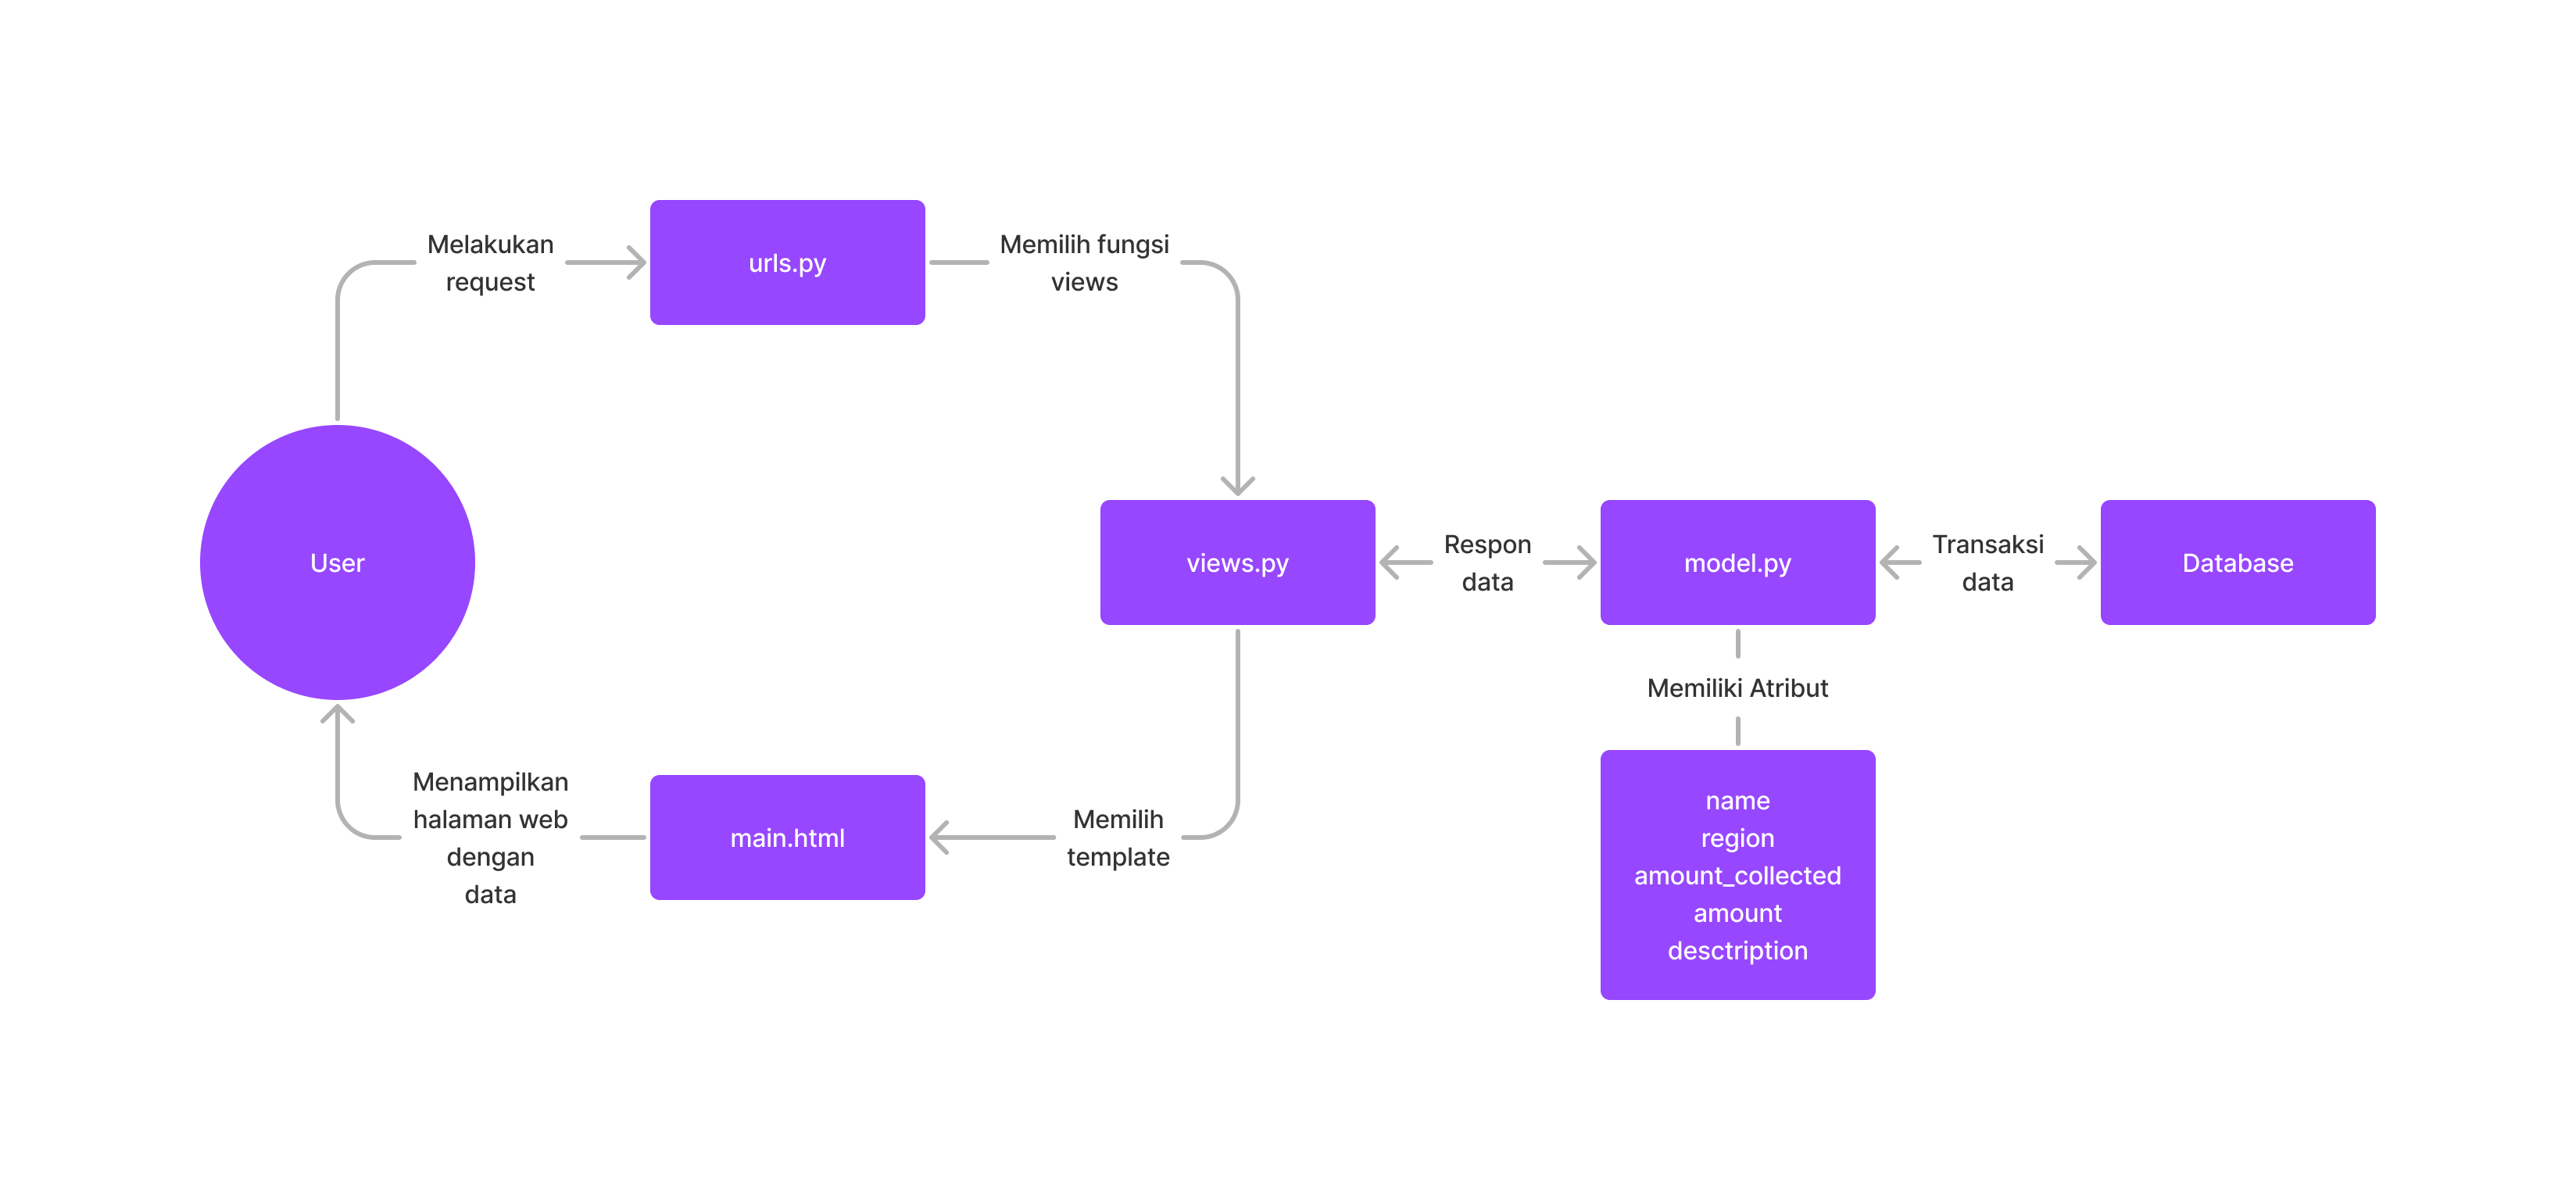 Melakukan
request
urls.py
Memilih fungsi
views
User
views.py
Respon
data
model.py
Transaksi
data
Database
Memiliki Atribut
name
region
amount_collected
amount
desctription
Memilih
template
main.html
Menampilkan
halaman web
dengan
data